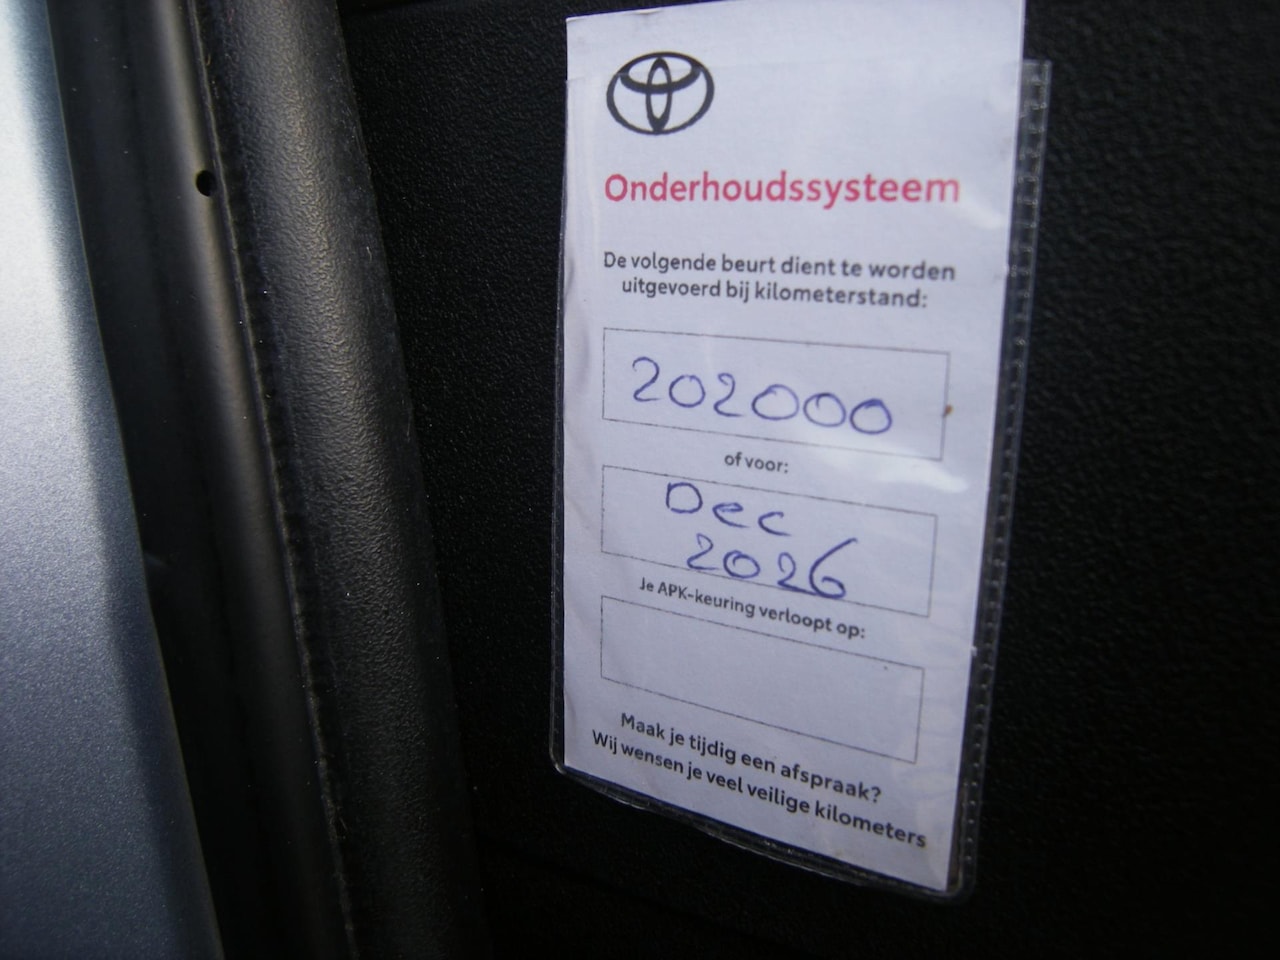 Onderhoudssysteem
De volgende beurt dient te worden
uitgevoerd bij kilometerstand:
202000
of voor:
Dec
2026
Je APK-keuring verloopt op:
Maak je tijdig een afspraak?
Wij wensen je veel veilige kilometers